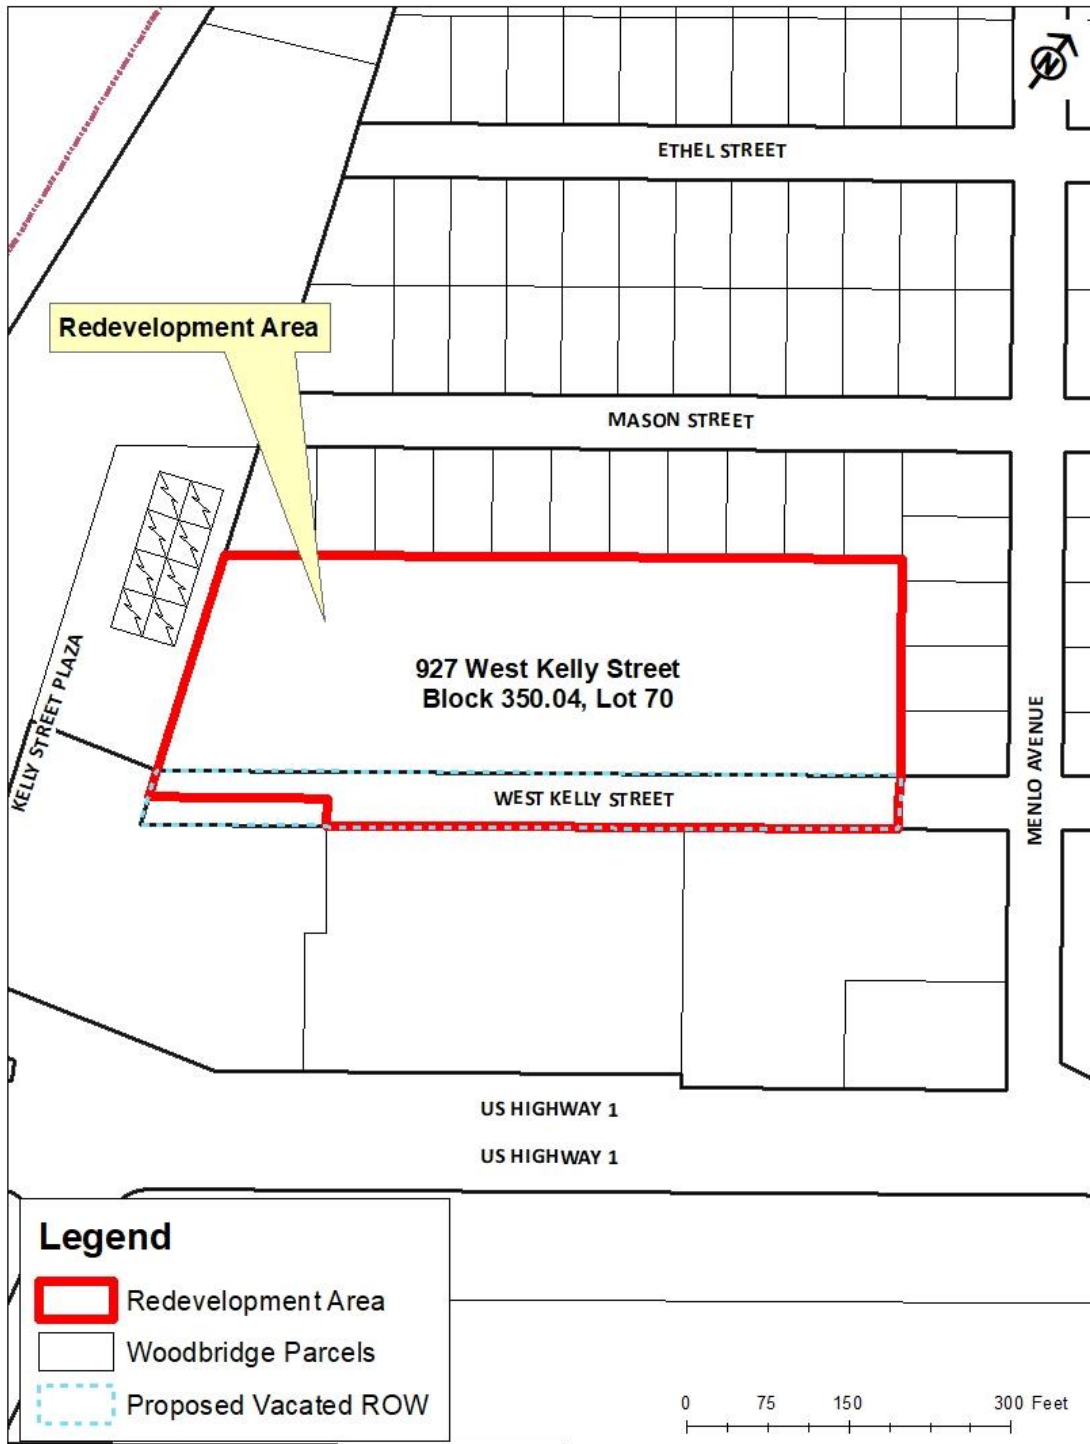 N
ETHEL STREET
Redevelopment Area
MASON STREET
927 West Kelly Street
Block 350.04, Lot 70
KELLY STREET PLAZA
MENLO AVENUE
WEST KELLY STREET
US HIGHWAY 1
US HIGHWAY 1
Legend
Redevelopment Area
Woodbridge Parcels
Proposed Vacated ROW
0 75 150 300 Feet